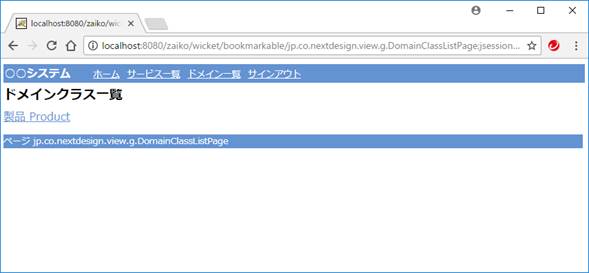 localhost:8080/zaiko/wic
localhost:8080/zaiko/wicket/bookmarkable/jp.co.nextdesign.view.g.DomainClassListPage;jsession...
○○システム ホーム サービス一覧 ドメイン一覧 サインアウト
ドメインクラス一覧
製品 Product
ページ jp.co.nextdesign.view.g.DomainClassListPage